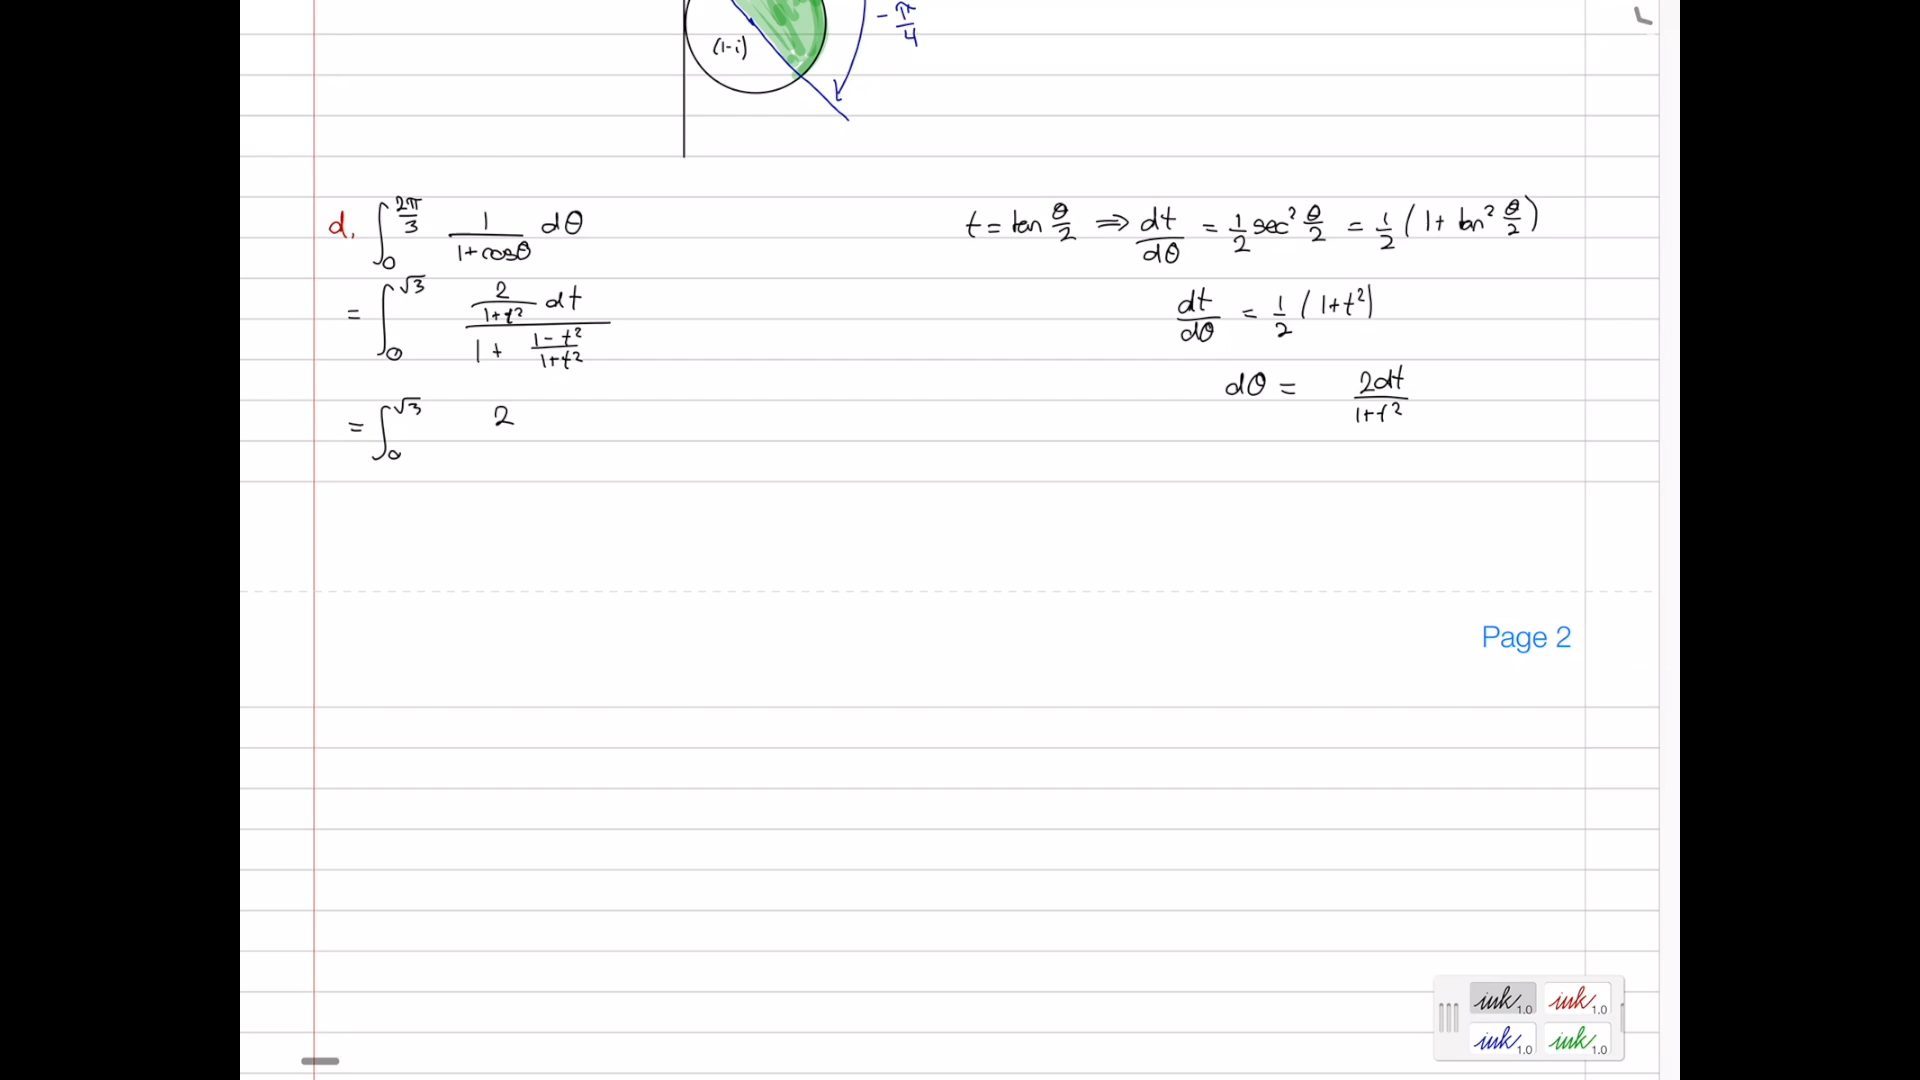 (1-i)
-π/4
d. ∫₀^(2π/3) 1/(1+cosθ) dθ
t = tan θ/2 ⇒ dt/dθ = 1/2 sec² θ/2 = 1/2 (1 + tan² θ/2)
= ∫₀^√3 (2/(1+t²) dt)/(1 + (1-t²)/(1+t²))
dt/dθ = 1/2 (1+t²)
dθ = 2dt/(1+t²)
= ∫₀^√3 2
Page 2
ink 1.0 ink 1.0
ink 1.0 ink 1.0